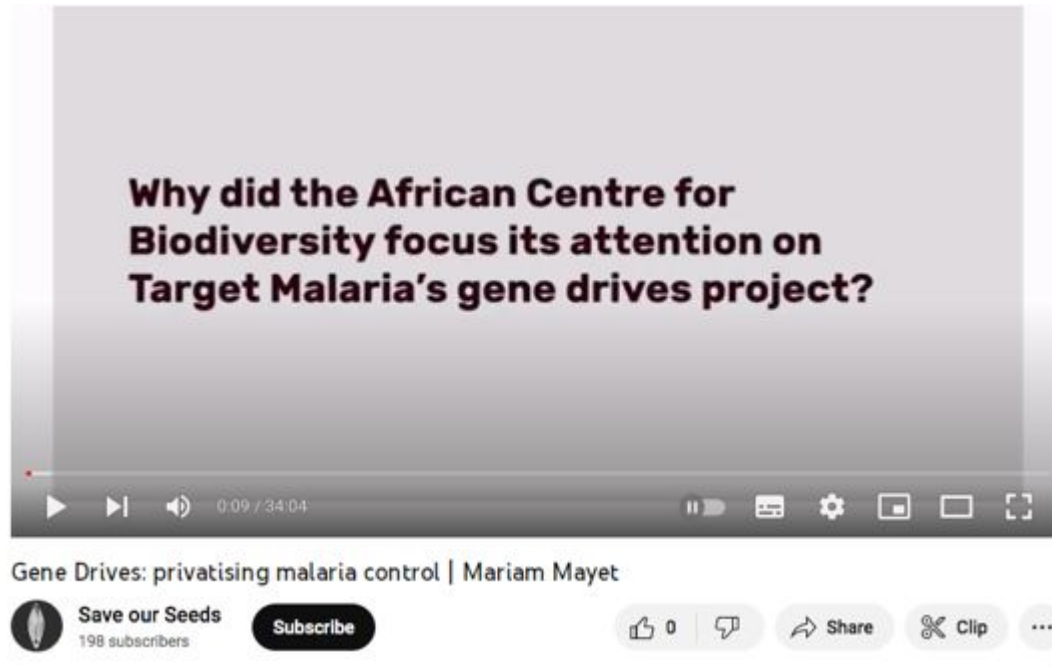 Why did the African Centre for
Biodiversity focus its attention on
Target Malaria's gene drives project?
0:09 / 34:04
Gene Drives: privatising malaria control | Mariam Mayet
Save our Seeds
198 subscribers
Subscribe
0
Share
Clip